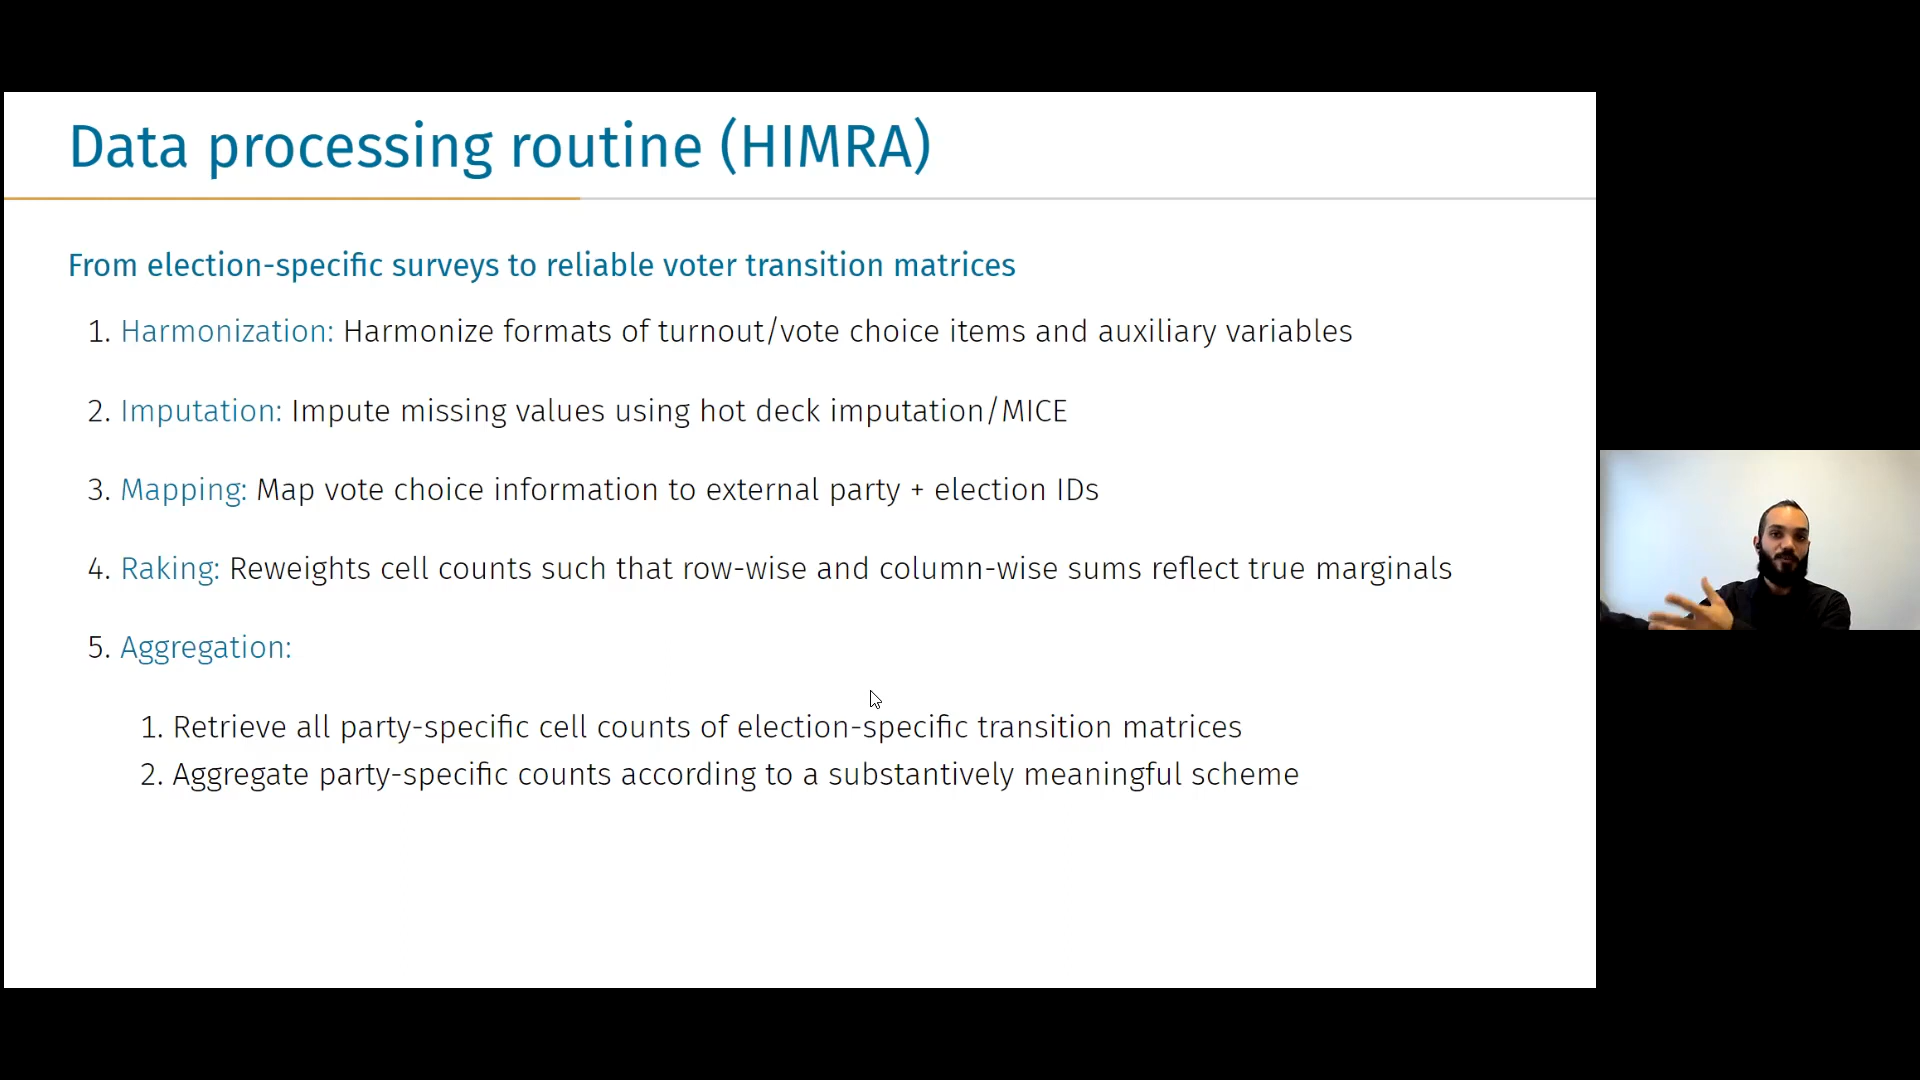 Data processing routine (HIMRA)
From election-specific surveys to reliable voter transition matrices
1. Harmonization: Harmonize formats of turnout/vote choice items and auxiliary variables
2. Imputation: Impute missing values using hot deck imputation/MICE
3. Mapping: Map vote choice information to external party + election IDs
4. Raking: Reweights cell counts such that row-wise and column-wise sums reflect true marginals
5. Aggregation:
1. Retrieve all party-specific cell counts of election-specific transition matrices
2. Aggregate party-specific counts according to a substantively meaningful scheme